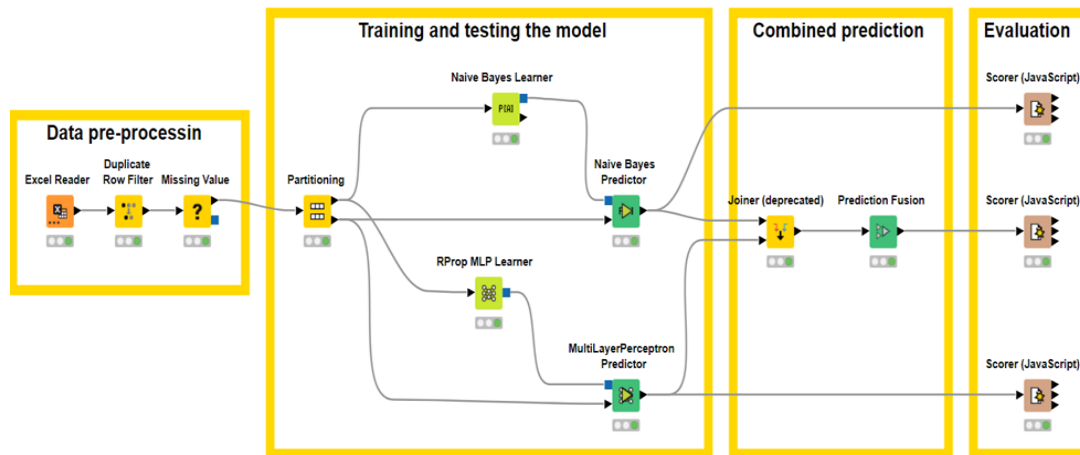 Training and testing the model
Combined prediction
Evaluation
Naive Bayes Learner
Scorer (JavaScript)
Data pre-processin
Excel Reader
Duplicate
Row Filter
Missing Value
Partitioning
Naive Bayes
Predictor
Joiner (deprecated)
Prediction Fusion
Scorer (JavaScript)
RProp MLP Learner
MultiLayerPerceptron
Predictor
Scorer (JavaScript)